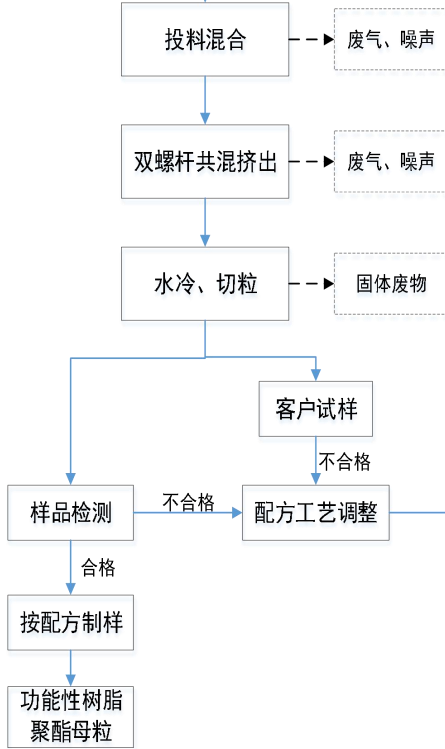 投料混合
废气、噪声
双螺杆共混挤出
废气、噪声
水冷、切粒
固体废物
客户试样
不合格
样品检测
不合格
配方工艺调整
合格
按配方制样
功能性树脂
聚酯母粒